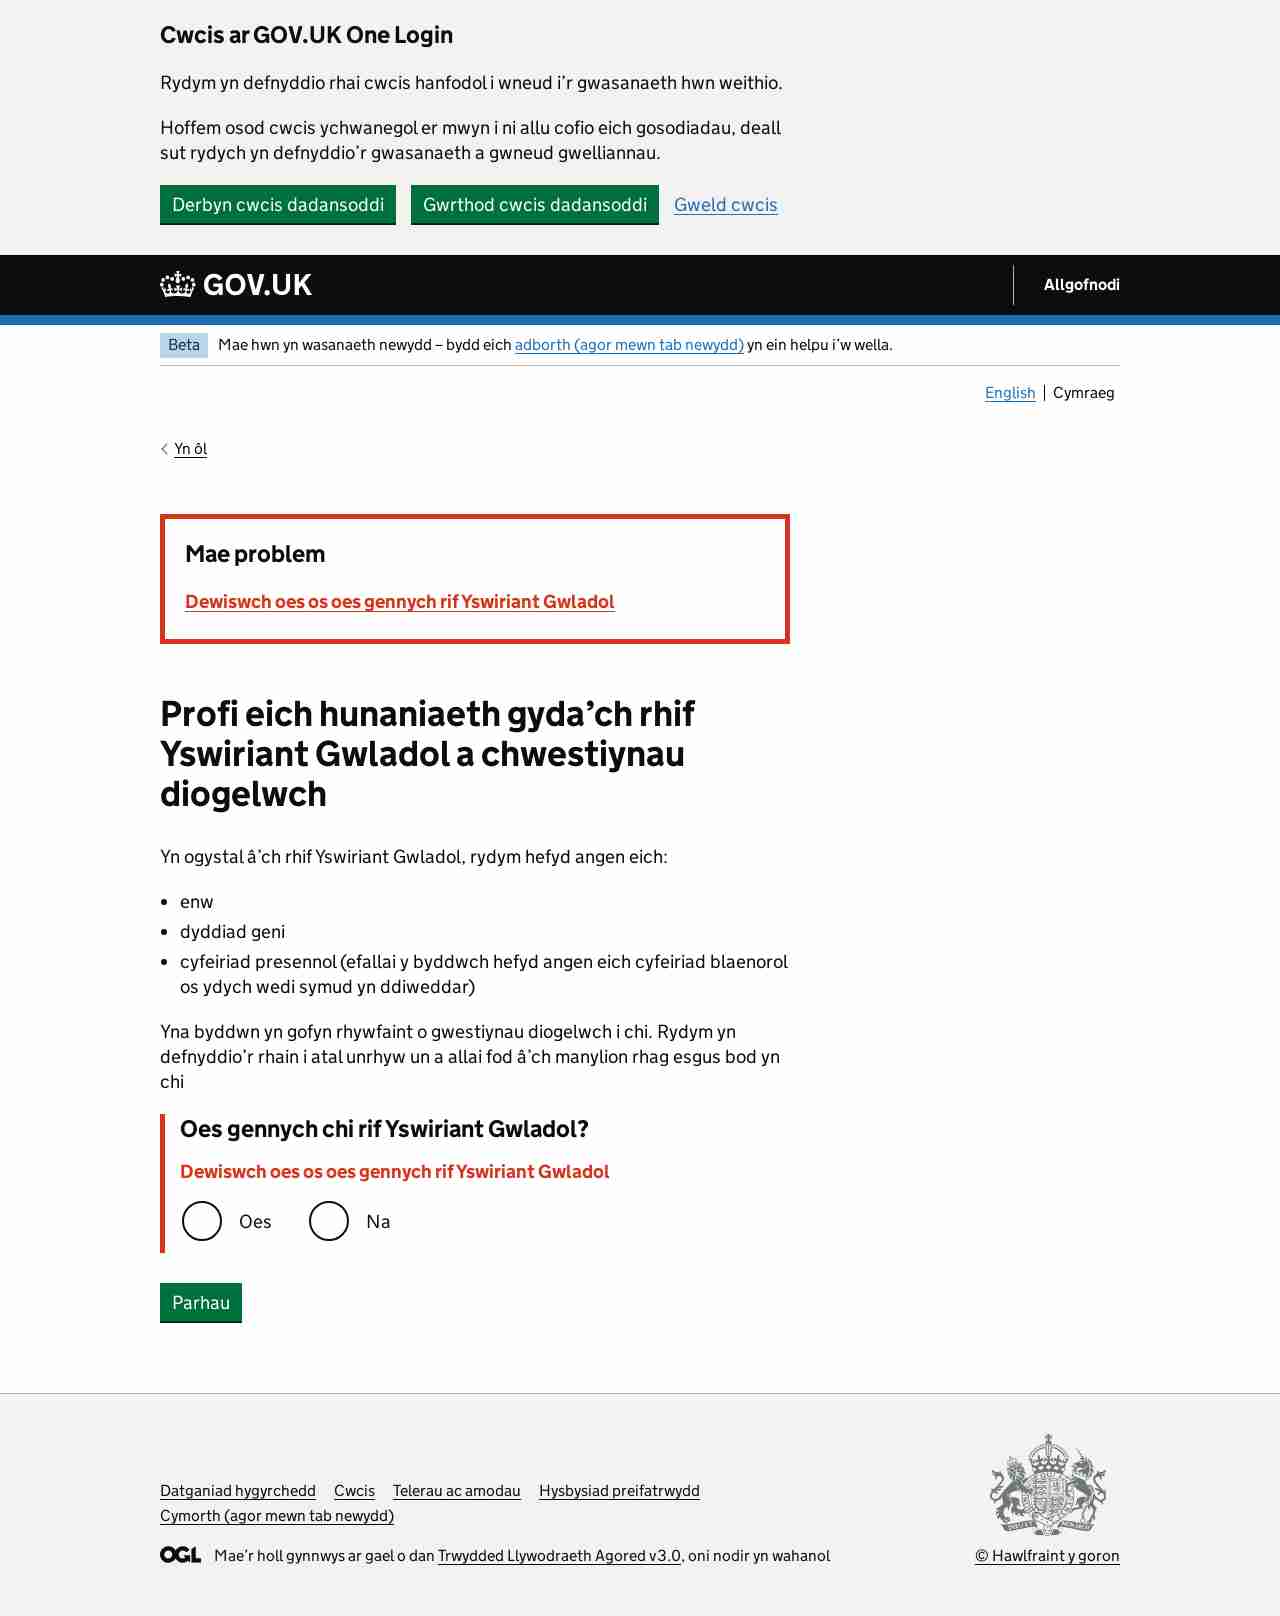 Cwcis ar GOV.UK One Login
Rydym yn defnyddio rhai cwcis hanfodol i wneud i’r gwasanaeth hwn weithio.
Hoffem osod cwcis ychwanegol er mwyn i ni allu cofio eich gosodiadau, deall
sut rydych yn defnyddio’r gwasanaeth a gwneud gwelliannau.
Derbyn cwcis dadansoddi Gwrthod cwcis dadansoddi Gweld cwcis
GOV.UK Allgofnodi
Beta Mae hwn yn wasanaeth newydd – bydd eich adborth (agor mewn tab newydd) yn ein helpu i’w wella.
English | Cymraeg
Yn ôl
Mae problem
Dewiswch oes os oes gennych rif Yswiriant Gwladol
Profi eich hunaniaeth gyda’ch rhif
Yswiriant Gwladol a chwestiynau
diogelwch
Yn ogystal â’ch rhif Yswiriant Gwladol, rydym hefyd angen eich:
• enw
• dyddiad geni
• cyfeiriad presennol (efallai y byddwch hefyd angen eich cyfeiriad blaenorol
os ydych wedi symud yn ddiweddar)
Yna byddwn yn gofyn rhywfaint o gwestiynau diogelwch i chi. Rydym yn
defnyddio’r rhain i atal unrhyw un a allai fod â’ch manylion rhag esgus bod yn
chi
Oes gennych chi rif Yswiriant Gwladol?
Dewiswch oes os oes gennych rif Yswiriant Gwladol
Oes Na
Parhau
Datganiad hygyrchedd Cwcis Telerau ac amodau Hysbysiad preifatrwydd
Cymorth (agor mewn tab newydd)
OGL Mae’r holl gynnwys ar gael o dan Trwydded Llywodraeth Agored v3.0, oni nodir yn wahanol
© Hawlfraint y goron